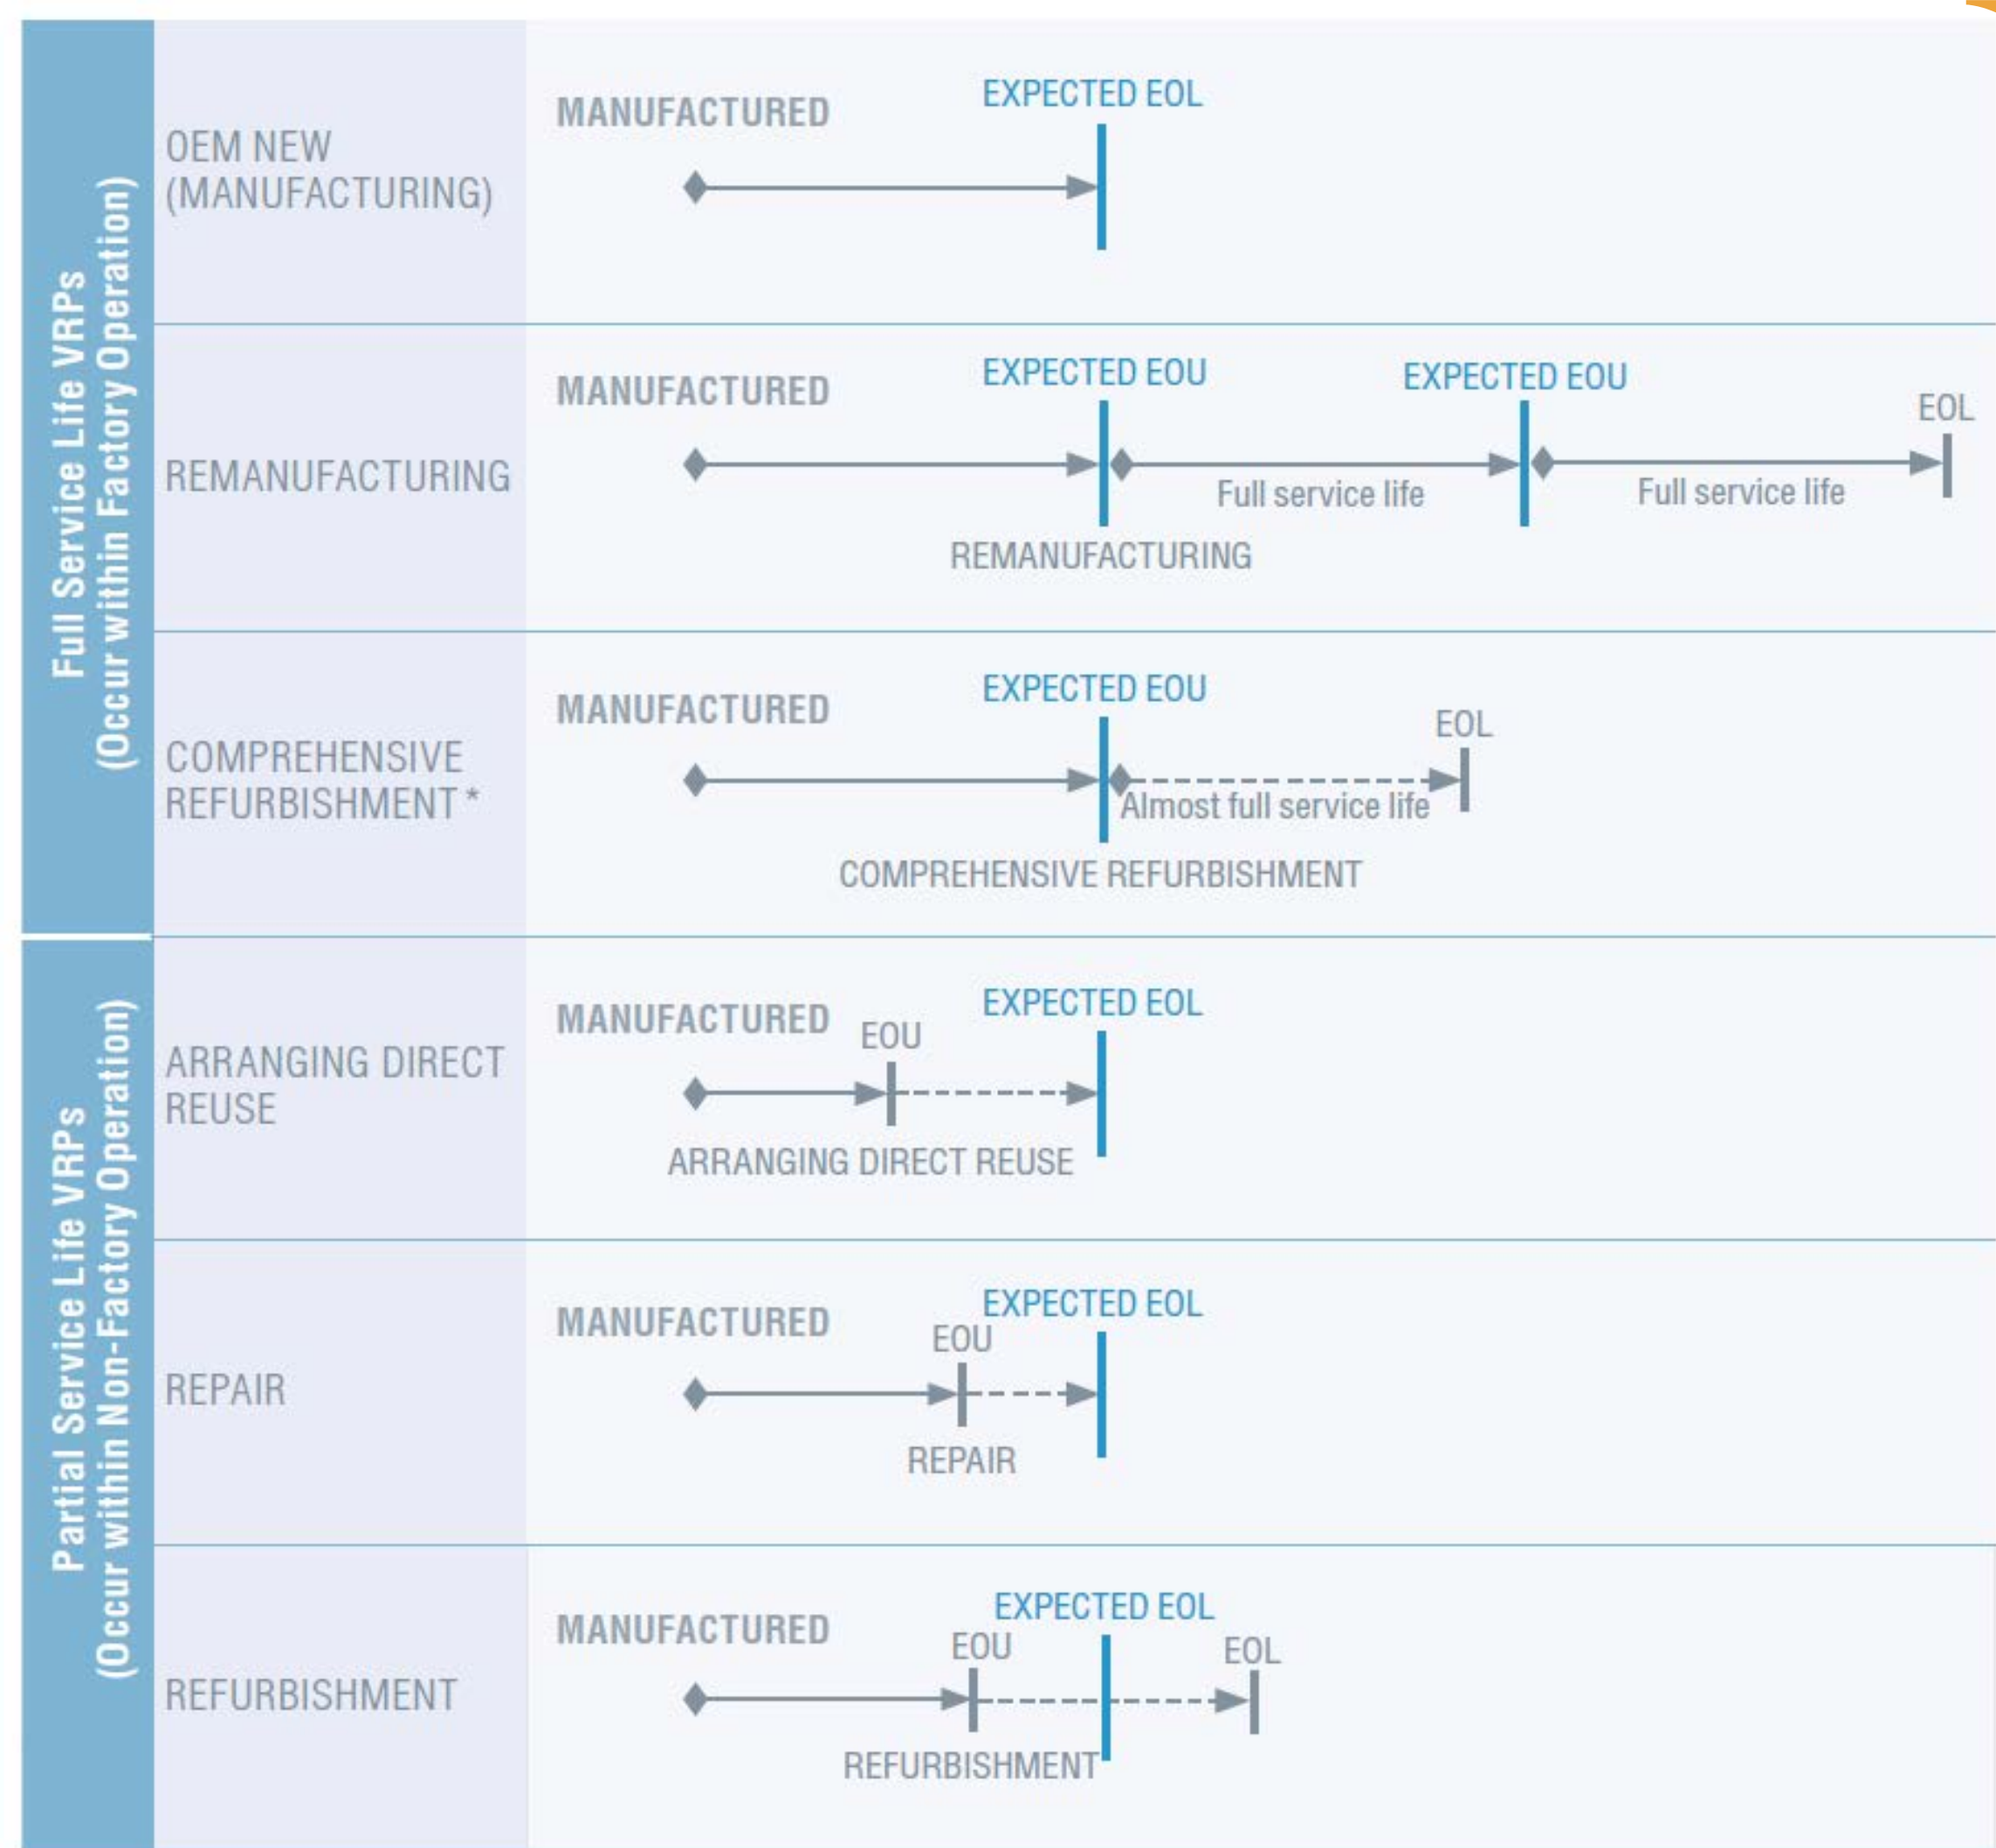 Full Service Life VRPs
(Occur within Factory Operation)
OEM NEW
(MANUFACTURING)
MANUFACTURED
EXPECTED EOL
REMANUFACTURING
MANUFACTURED
EXPECTED EOU
EXPECTED EOU
EOL
Full service life
Full service life
REMANUFACTURING
COMPREHENSIVE
REFURBISHMENT *
MANUFACTURED
EXPECTED EOU
EOL
Almost full service life
COMPREHENSIVE REFURBISHMENT
Partial Service Life VRPs
(Occur within Non-Factory Operation)
ARRANGING DIRECT
REUSE
MANUFACTURED
EOU
EXPECTED EOL
ARRANGING DIRECT REUSE
REPAIR
MANUFACTURED
EOU
EXPECTED EOL
REPAIR
REFURBISHMENT
MANUFACTURED
EOU
EXPECTED EOL
EOL
REFURBISHMENT